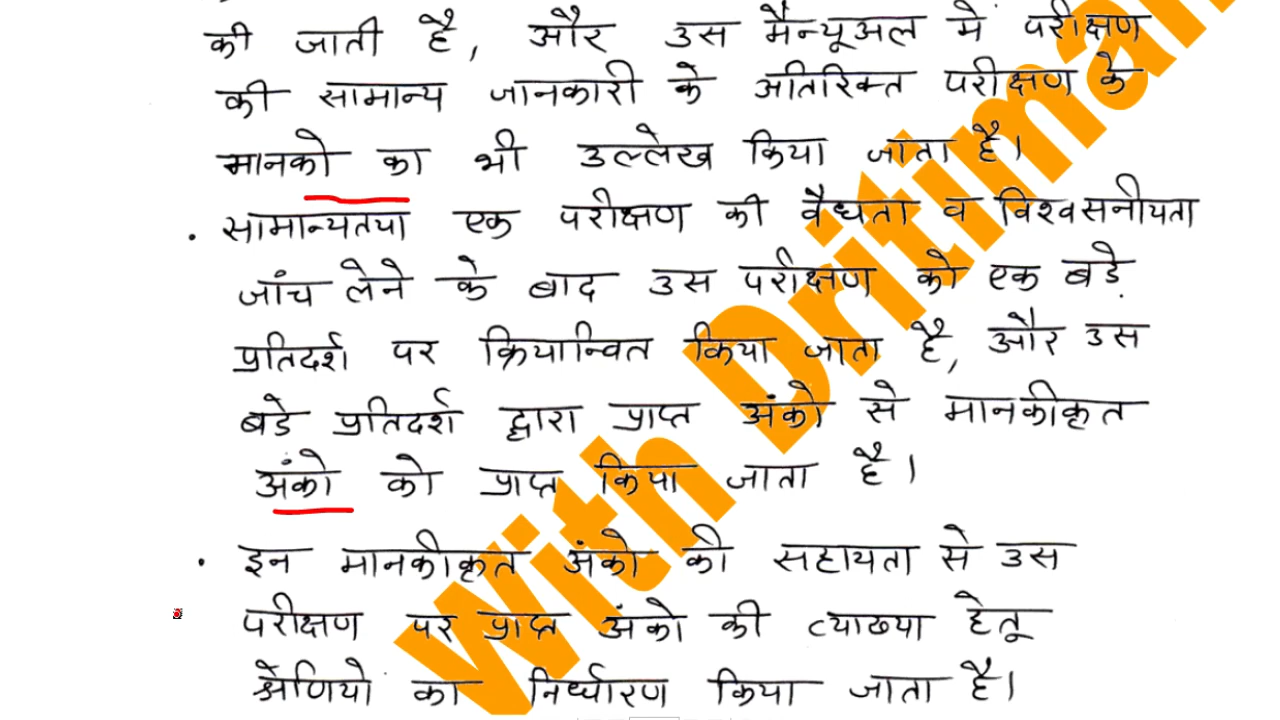 की जाती है, और उस मैन्यूअल में परीक्षण
की सामान्य जानकारी के अतिरिक्त परीक्षण के
मानको का भी उल्लेख किया जाता है।
• सामान्यतया एक परीक्षण की वैधता व विश्वसनीयता
जांच लेने के बाद उस परीक्षण को एक बडे़
प्रतिदर्श पर क्रियान्वित किया जाता है, और उस
बडे प्रतिदर्श द्वारा प्राप्त अंको से मानकीकृत
अंको को प्राप्त किया जाता है।
• इन मानकीकृत अंको की सहायता से उस
परीक्षण पर प्राप्त अंको की व्याख्या हेतू
श्रेणियो का निर्धारण किया जाता है।
With Dritiman